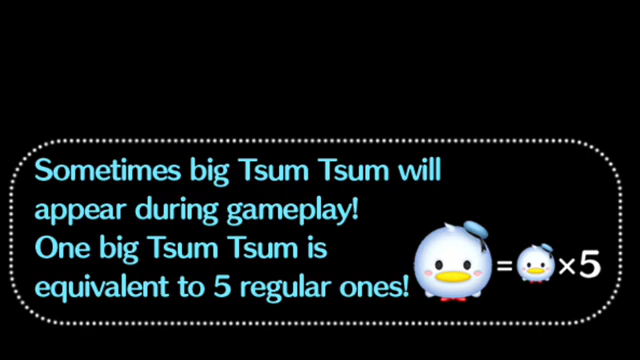 Sometimes big Tsum Tsum will
appear during gameplay!
One big Tsum Tsum is
equivalent to 5 regular ones!
=×5